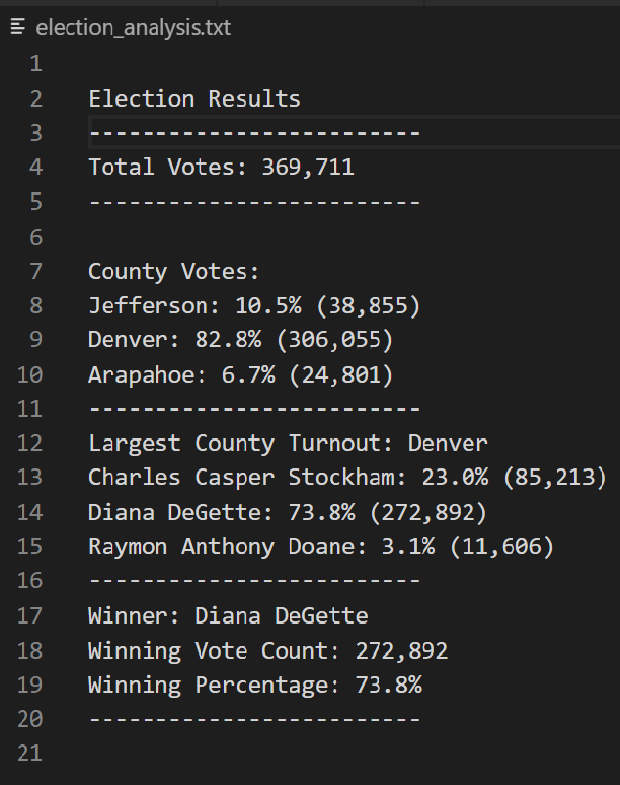 election_analysis.txt
1
2 Election Results
3 -------------------------
4 Total Votes: 369,711
5 -------------------------
6
7 County Votes:
8 Jefferson: 10.5% (38,855)
9 Denver: 82.8% (306,055)
10 Arapahoe: 6.7% (24,801)
11 -------------------------
12 Largest County Turnout: Denver
13 Charles Casper Stockham: 23.0% (85,213)
14 Diana DeGette: 73.8% (272,892)
15 Raymon Anthony Doane: 3.1% (11,606)
16 -------------------------
17 Winner: Diana DeGette
18 Winning Vote Count: 272,892
19 Winning Percentage: 73.8%
20 -------------------------
21